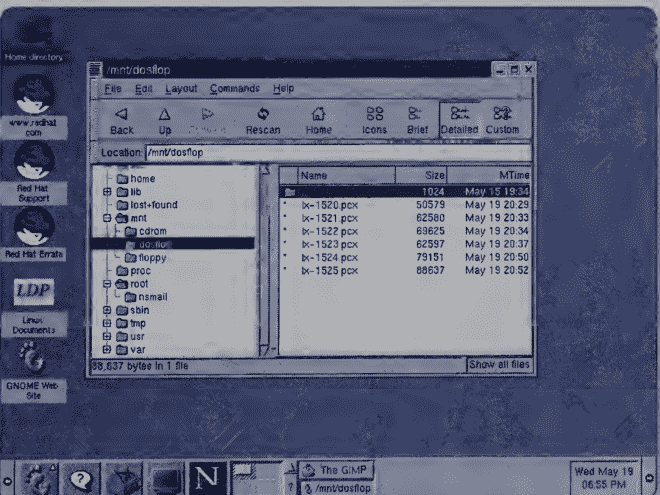 Home directory
www.redhat
com
Red Hat
Support
Red Hat Errata
LDP
Linux
Documents
GNOME Web
Site
/mnt/dosflop
File Edit Layout Commands Help
Back Up Rescan Home Icons Brief Detailed Custom
Location: /mnt/dosflop
home
lib
lost+found
mnt
cdrom
dosflop
floppy
proc
root
nsmail
sbin
tmp
usr
var
Name Size MTime
1024 May 15 19:34
lx-1520.pcx 50579 May 19 20:29
lx-1521.pcx 62580 May 19 20:33
lx-1522.pcx 69625 May 19 20:34
lx-1523.pcx 62597 May 19 20:37
lx-1524.pcx 79151 May 19 20:50
lx-1525.pcx 88637 May 19 20:52
88,637 bytes in 1 file
Show all files
N
The GIMP
/mnt/dosflop
Wed May 19
08:55 PM